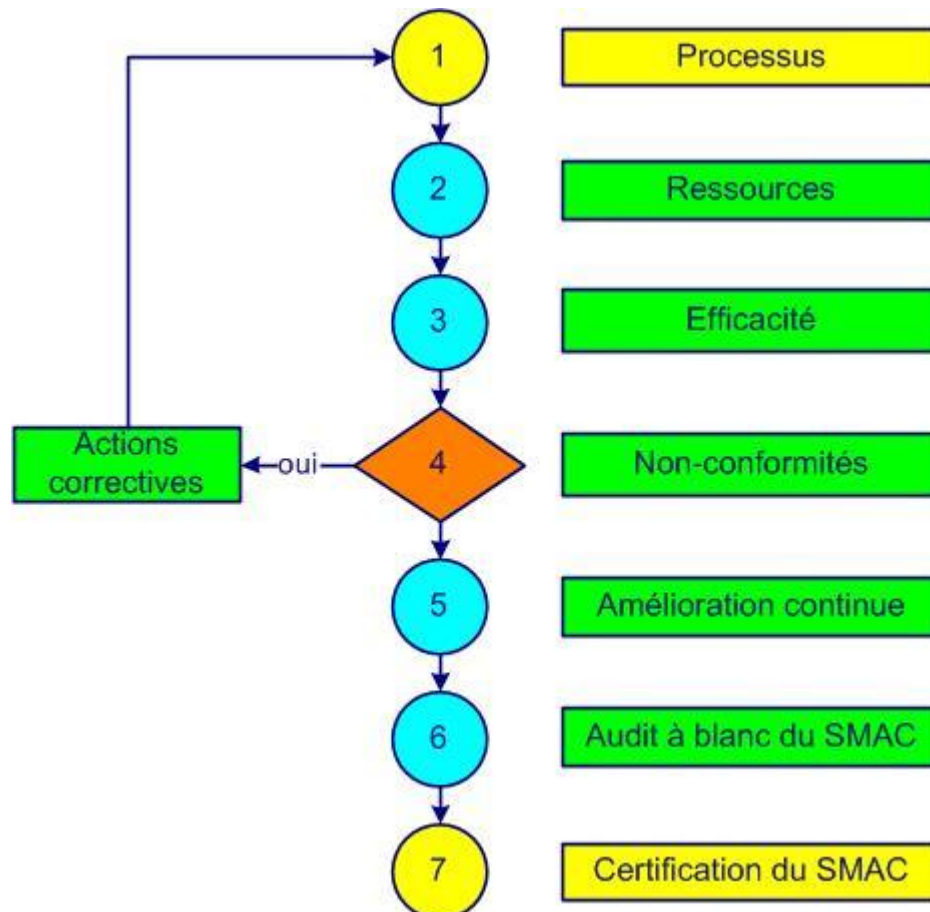 1
Processus
2
Ressources
3
Efficacité
Actions
correctives
oui
4
Non-conformités
5
Amélioration continue
6
Audit à blanc du SMAC
7
Certification du SMAC